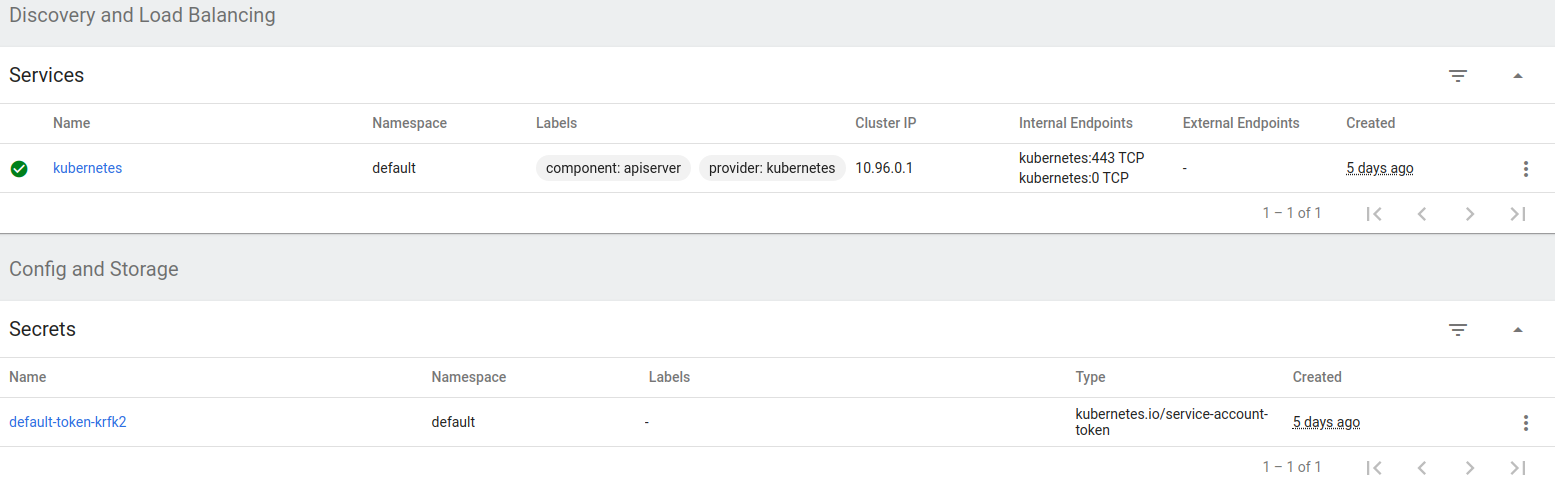 Discovery and Load Balancing
Services
Name Namespace Labels Cluster IP Internal Endpoints External Endpoints Created
kubernetes default component: apiserver provider: kubernetes 10.96.0.1 kubernetes:443 TCP - 5 days ago
kubernetes:0 TCP
1 – 1 of 1
Config and Storage
Secrets
Name Namespace Labels Type Created
default-token-krfk2 default - kubernetes.io/service-account- 5 days ago
token
1 – 1 of 1